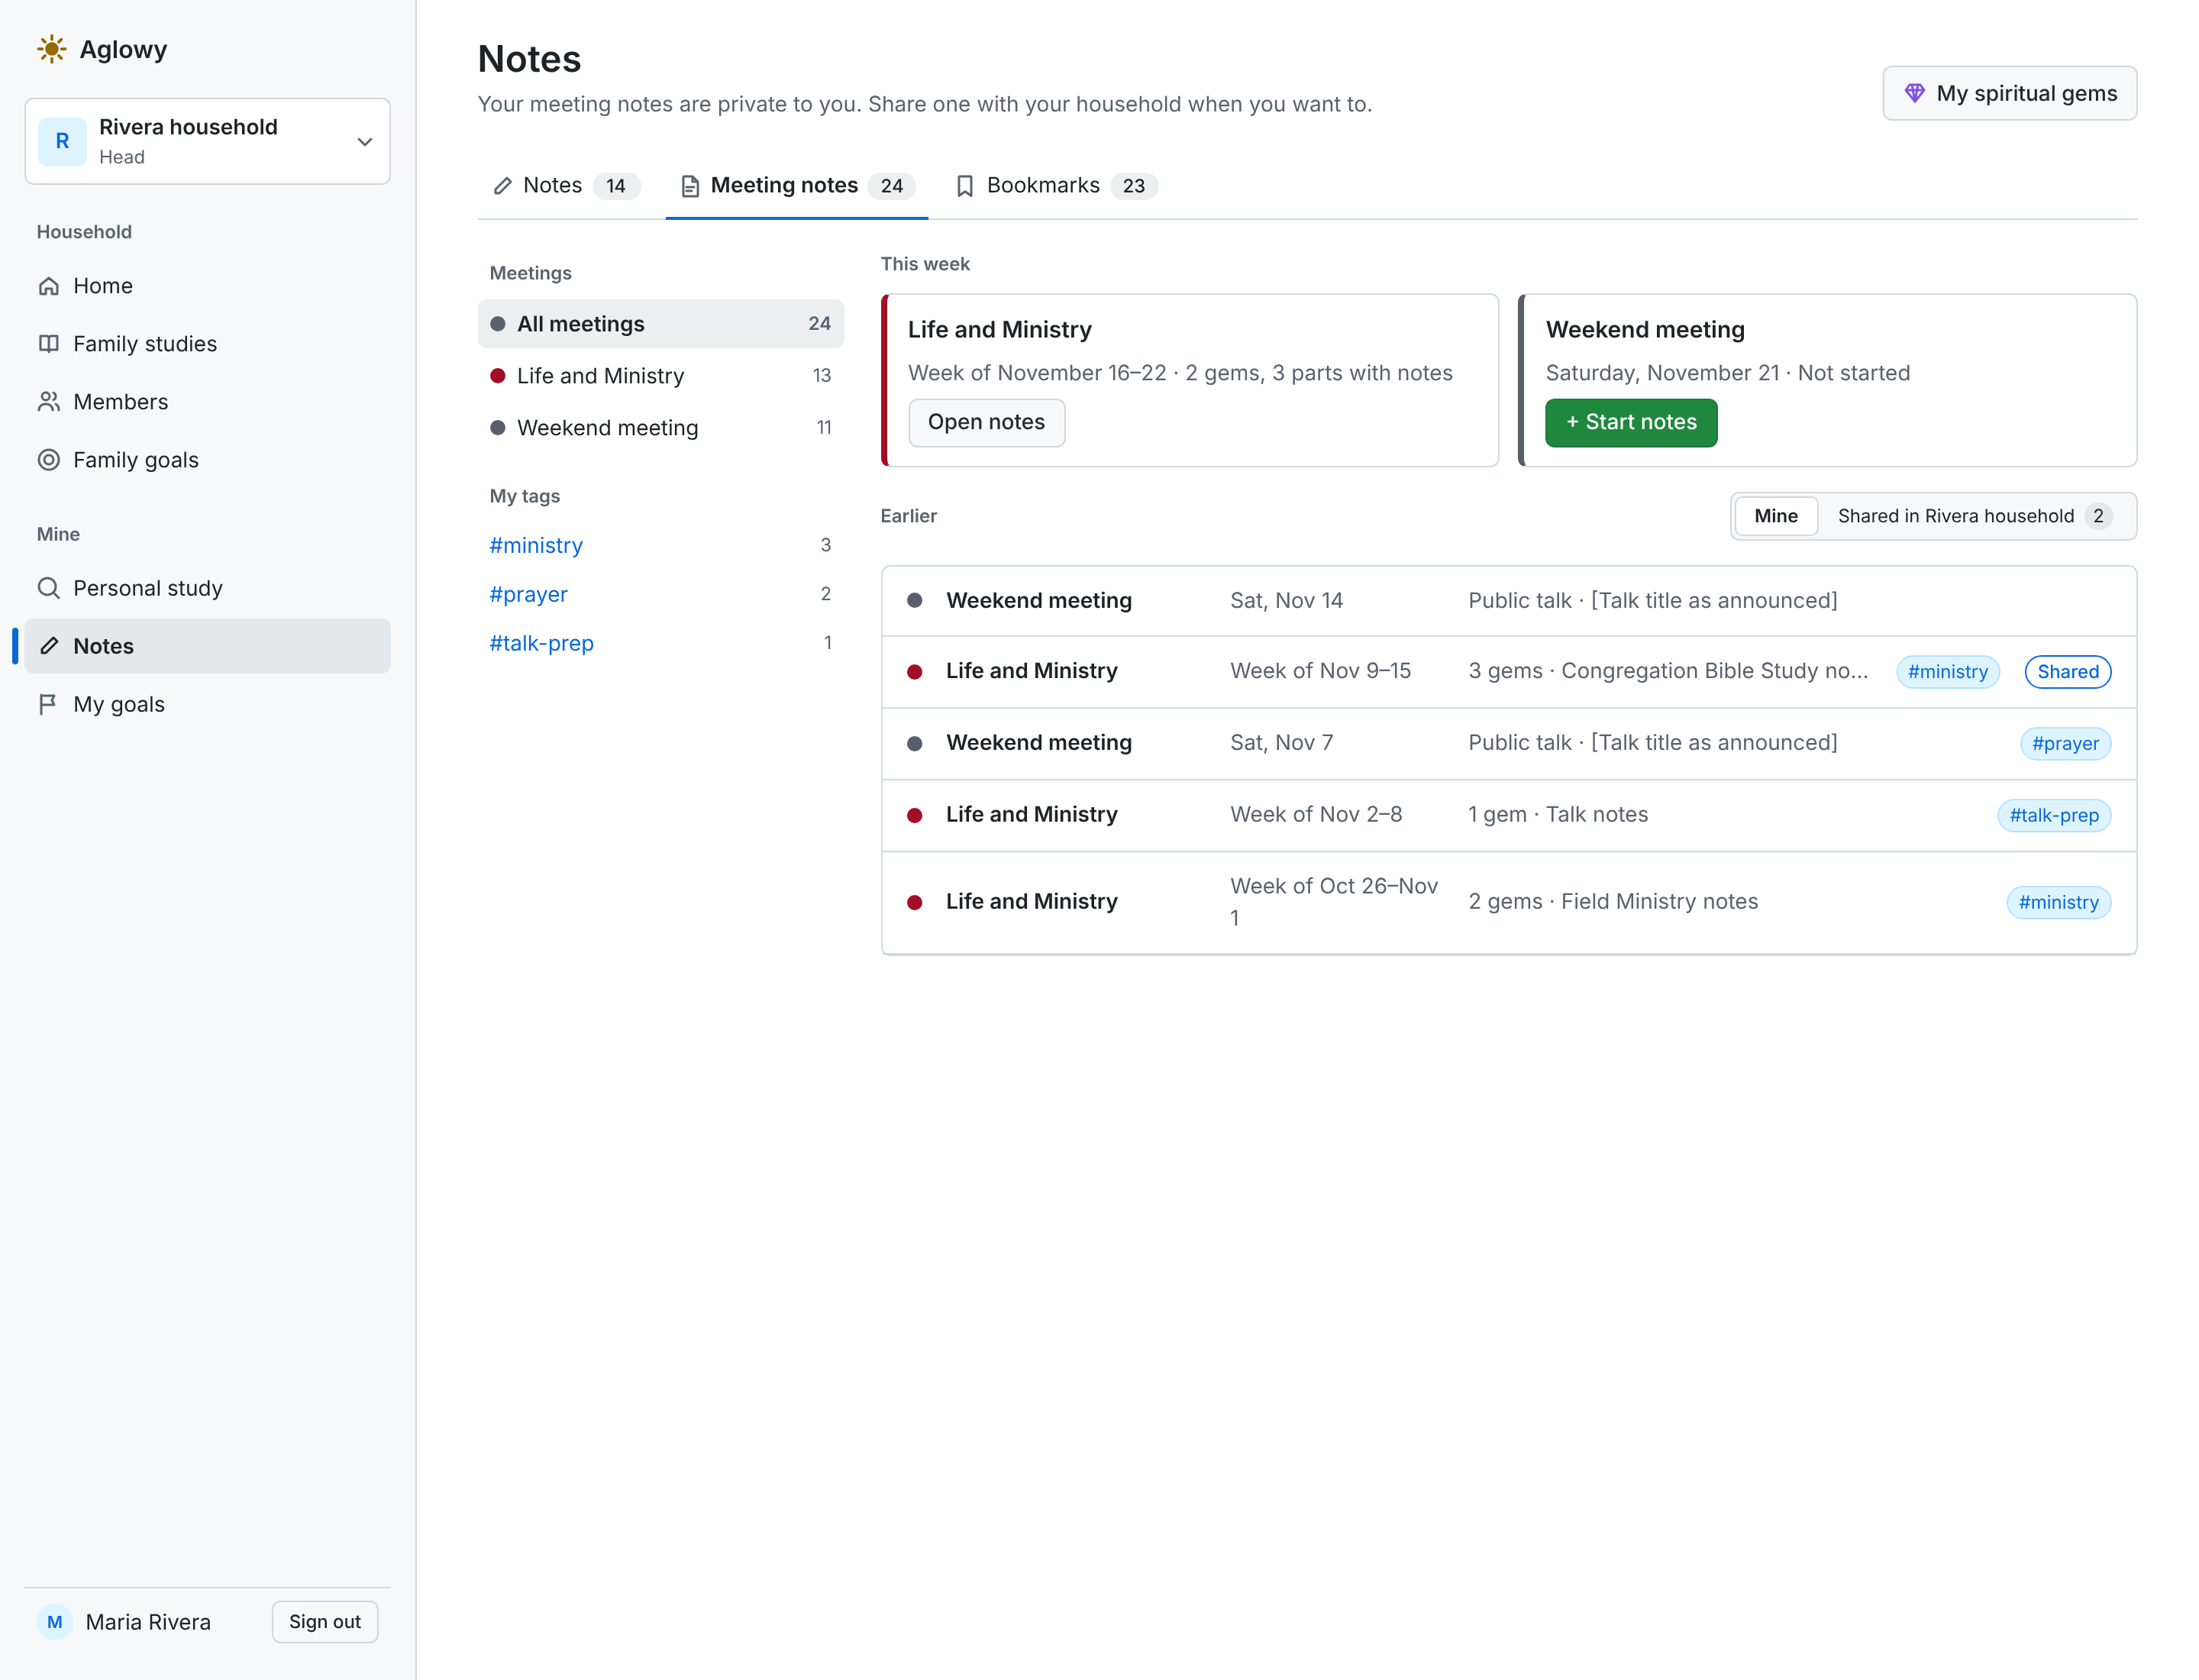 Aglowy
R
Rivera household
Head
Household
Home
Family studies
Members
Family goals
Mine
Personal study
Notes
My goals
M Maria Rivera Sign out
Notes
Your meeting notes are private to you. Share one with your household when you want to.
My spiritual gems
Notes 14 Meeting notes 24 Bookmarks 23
Meetings
All meetings 24
Life and Ministry 13
Weekend meeting 11
My tags
#ministry 3
#prayer 2
#talk-prep 1
This week
Life and Ministry
Week of November 16–22 · 2 gems, 3 parts with notes
Open notes
Weekend meeting
Saturday, November 21 · Not started
+ Start notes
Earlier
Mine Shared in Rivera household 2
Weekend meeting Sat, Nov 14 Public talk · [Talk title as announced]
Life and Ministry Week of Nov 9–15 3 gems · Congregation Bible Study no... #ministry Shared
Weekend meeting Sat, Nov 7 Public talk · [Talk title as announced] #prayer
Life and Ministry Week of Nov 2–8 1 gem · Talk notes #talk-prep
Life and Ministry Week of Oct 26–Nov
1 2 gems · Field Ministry notes #ministry